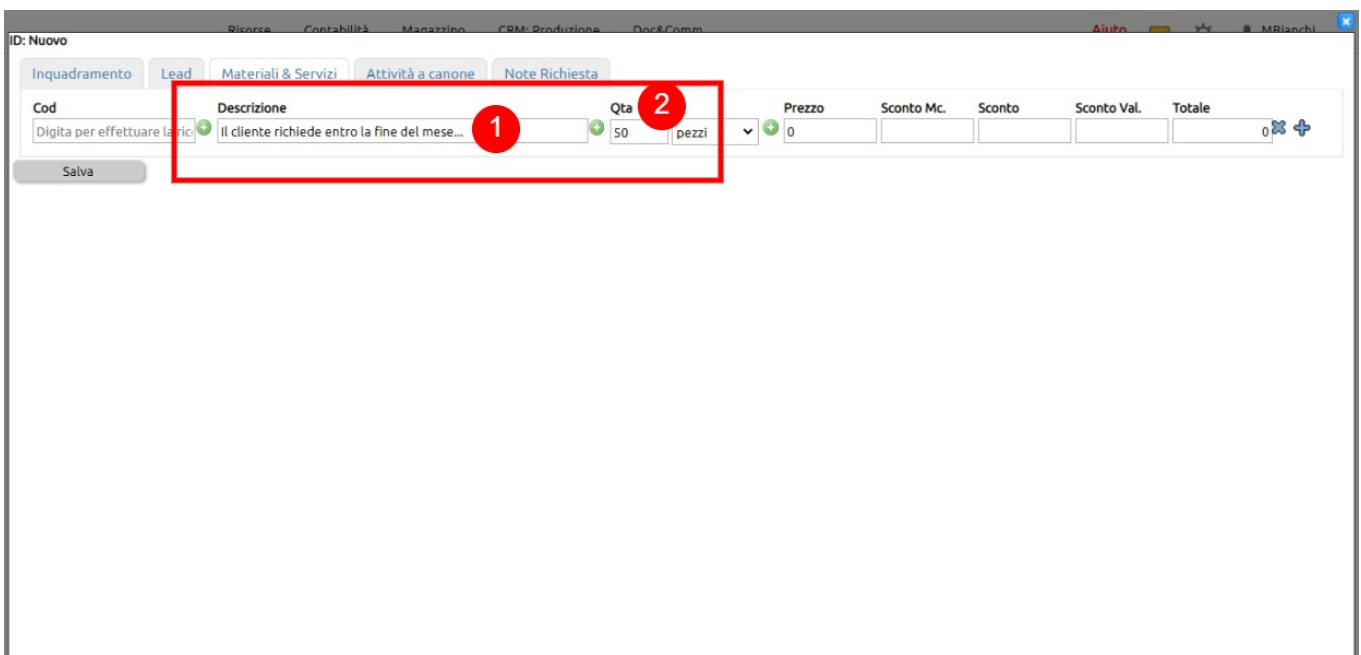 Risorse Contabilità Magazzino CRM: Produzione Doc&Comm Aiuto MBianchi
ID: Nuovo
Inquadramento Lead Materiali & Servizi Attività a canone Note Richiesta
Cod Descrizione Qta 2 Prezzo Sconto Mc. Sconto Sconto Val. Totale
Digita per effettuare la ric Il cliente richiede entro la fine del mese... 1 50 pezzi 0 0
Salva